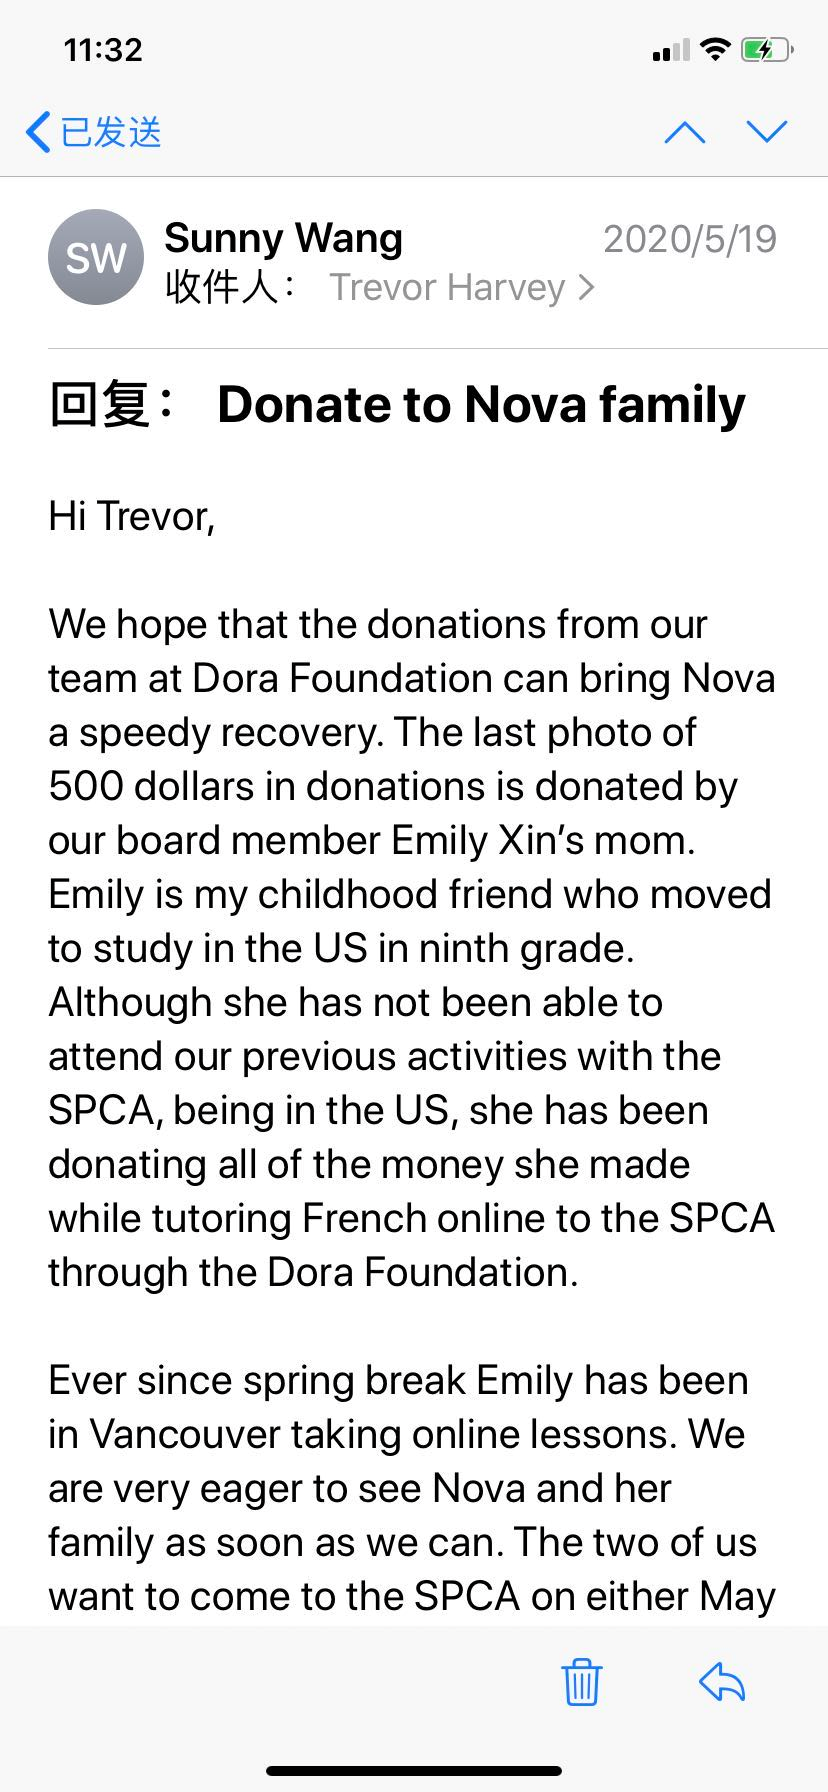 11:32
已发送
SW
Sunny Wang
2020/5/19
收件人： Trevor Harvey
回复： Donate to Nova family
Hi Trevor,
We hope that the donations from our
team at Dora Foundation can bring Nova
a speedy recovery. The last photo of
500 dollars in donations is donated by
our board member Emily Xin’s mom.
Emily is my childhood friend who moved
to study in the US in ninth grade.
Although she has not been able to
attend our previous activities with the
SPCA, being in the US, she has been
donating all of the money she made
while tutoring French online to the SPCA
through the Dora Foundation.
Ever since spring break Emily has been
in Vancouver taking online lessons. We
are very eager to see Nova and her
family as soon as we can. The two of us
want to come to the SPCA on either May